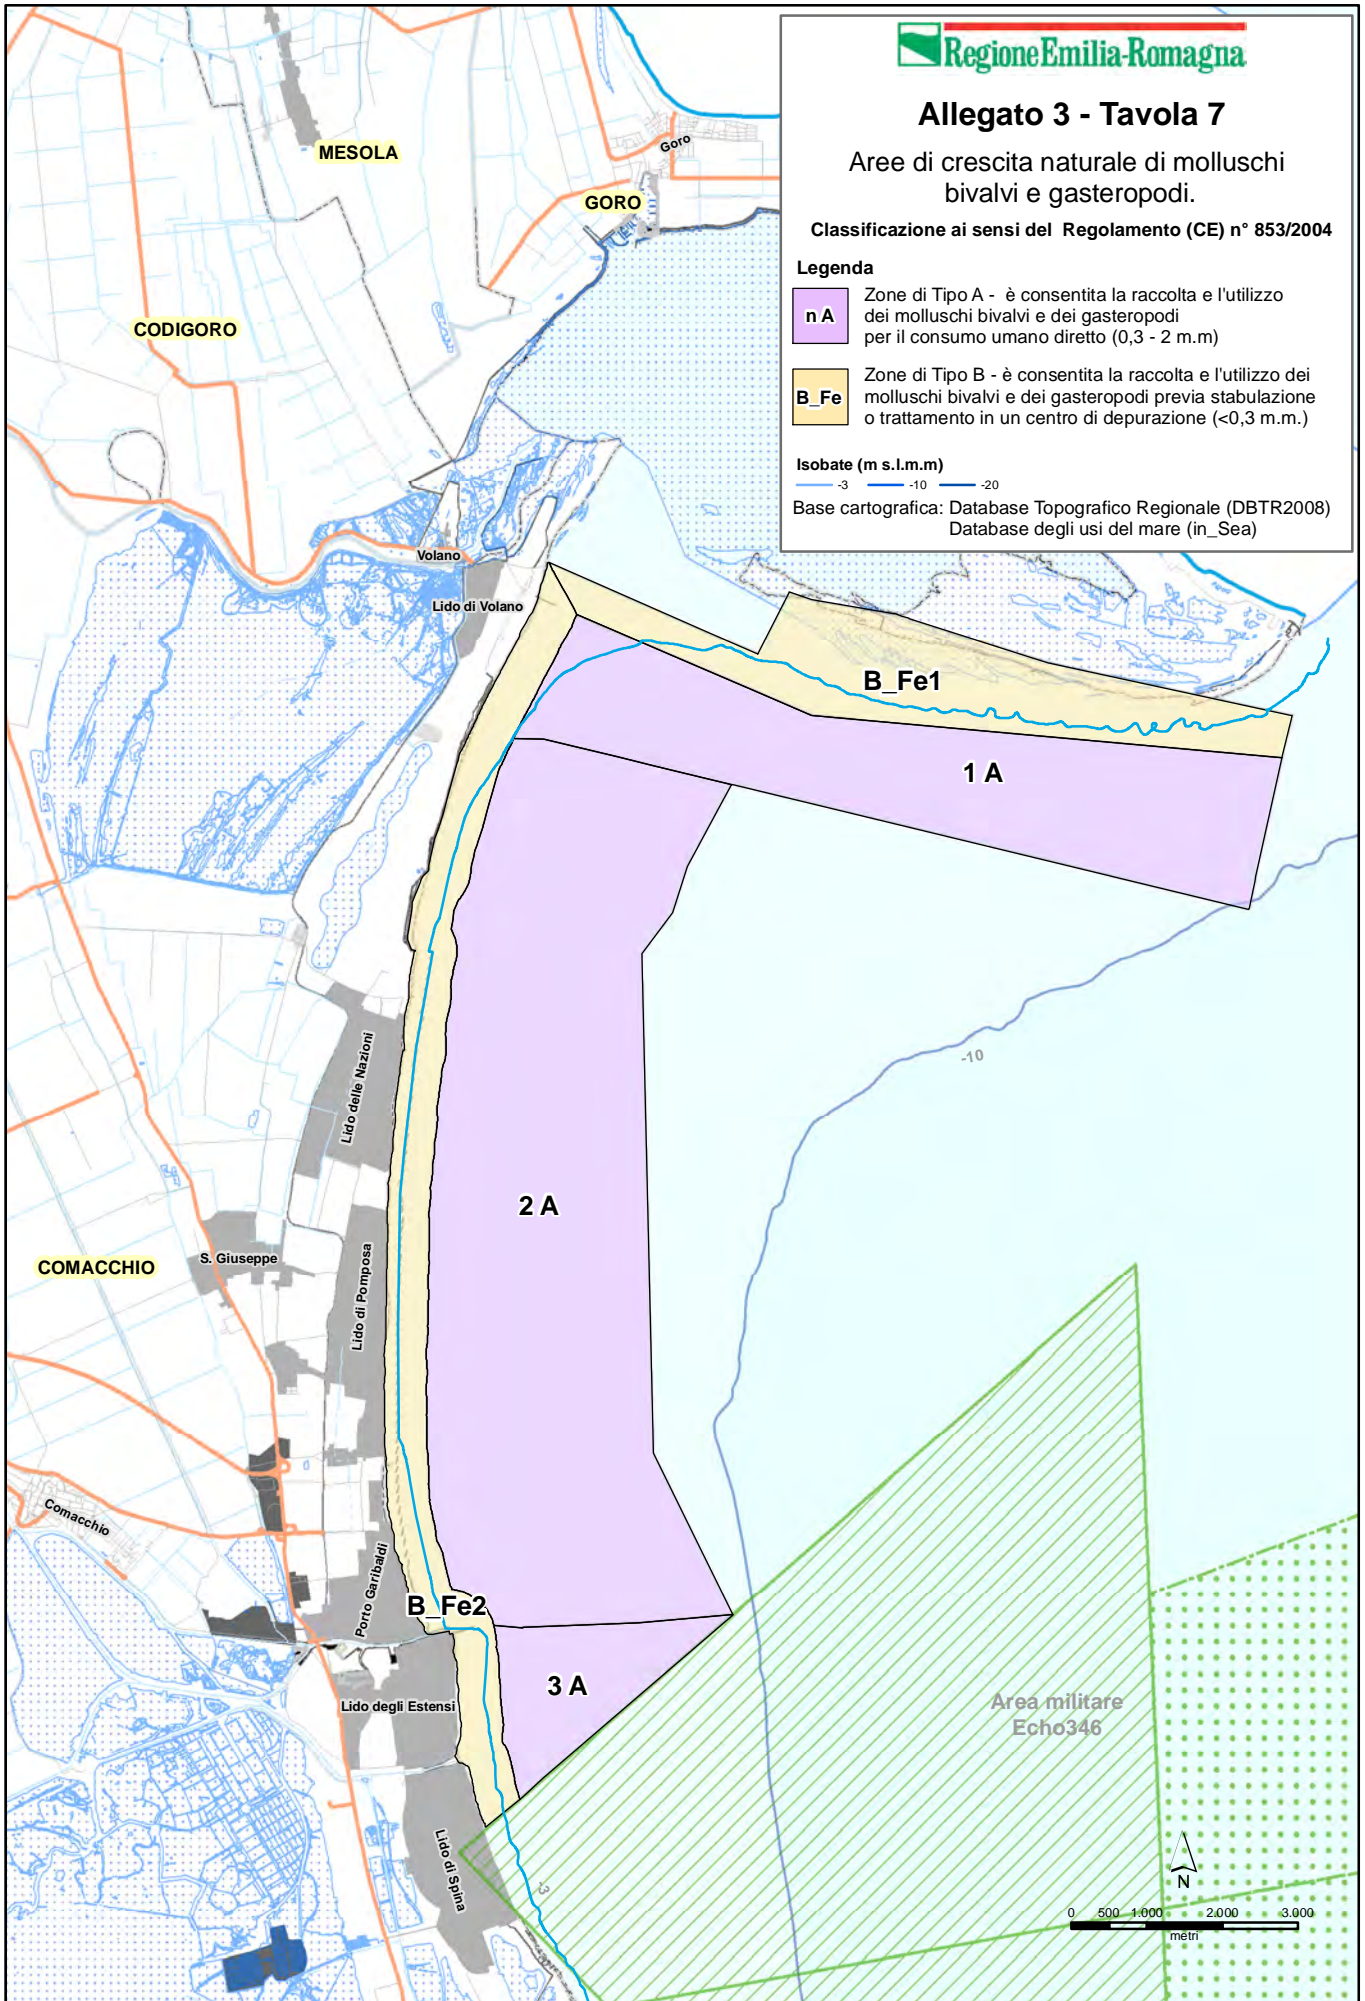 RegioneEmilia-Romagna
Allegato 3 - Tavola 7
Aree di crescita naturale di molluschi
bivalvi e gasteropodi.
Classificazione ai sensi del Regolamento (CE) n° 853/2004
Legenda
n A
Zone di Tipo A - è consentita la raccolta e l'utilizzo
dei molluschi bivalvi e dei gasteropodi
per il consumo umano diretto (0,3 - 2 m.m)
B_Fe
Zone di Tipo B - è consentita la raccolta e l'utilizzo dei
molluschi bivalvi e dei gasteropodi previa stabulazione
o trattamento in un centro di depurazione (<0,3 m.m.)
Isobate (m s.l.m.m)
-3 -10 -20
Base cartografica: Database Topografico Regionale (DBTR2008)
Database degli usi del mare (in_Sea)
MESOLA
Goro
GORO
CODIGORO
Volano
Lido di Volano
B_Fe1
1 A
-10
Lido delle Nazioni
2 A
S. Giuseppe
COMACCHIO
Lido di Pomposa
Comacchio
Porto Garibaldi
B_Fe2
3 A
Lido degli Estensi
Area militare
Echo346
Lido di Spina
-3
N
0 500 1.000 2.000 3.000
metri